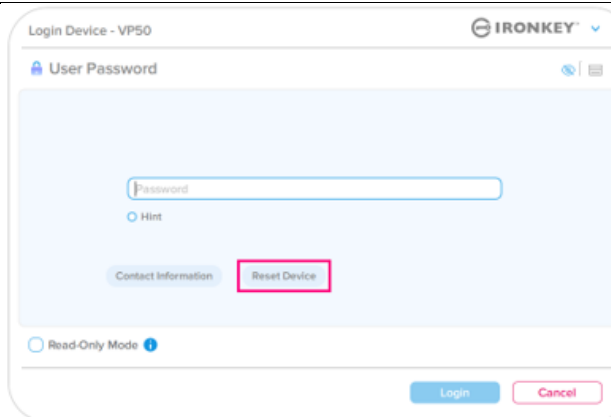 Login Device - VP50
IRONKEY
User Password
Password
Hint
Contact Information Reset Device
Read-Only Mode
Login Cancel